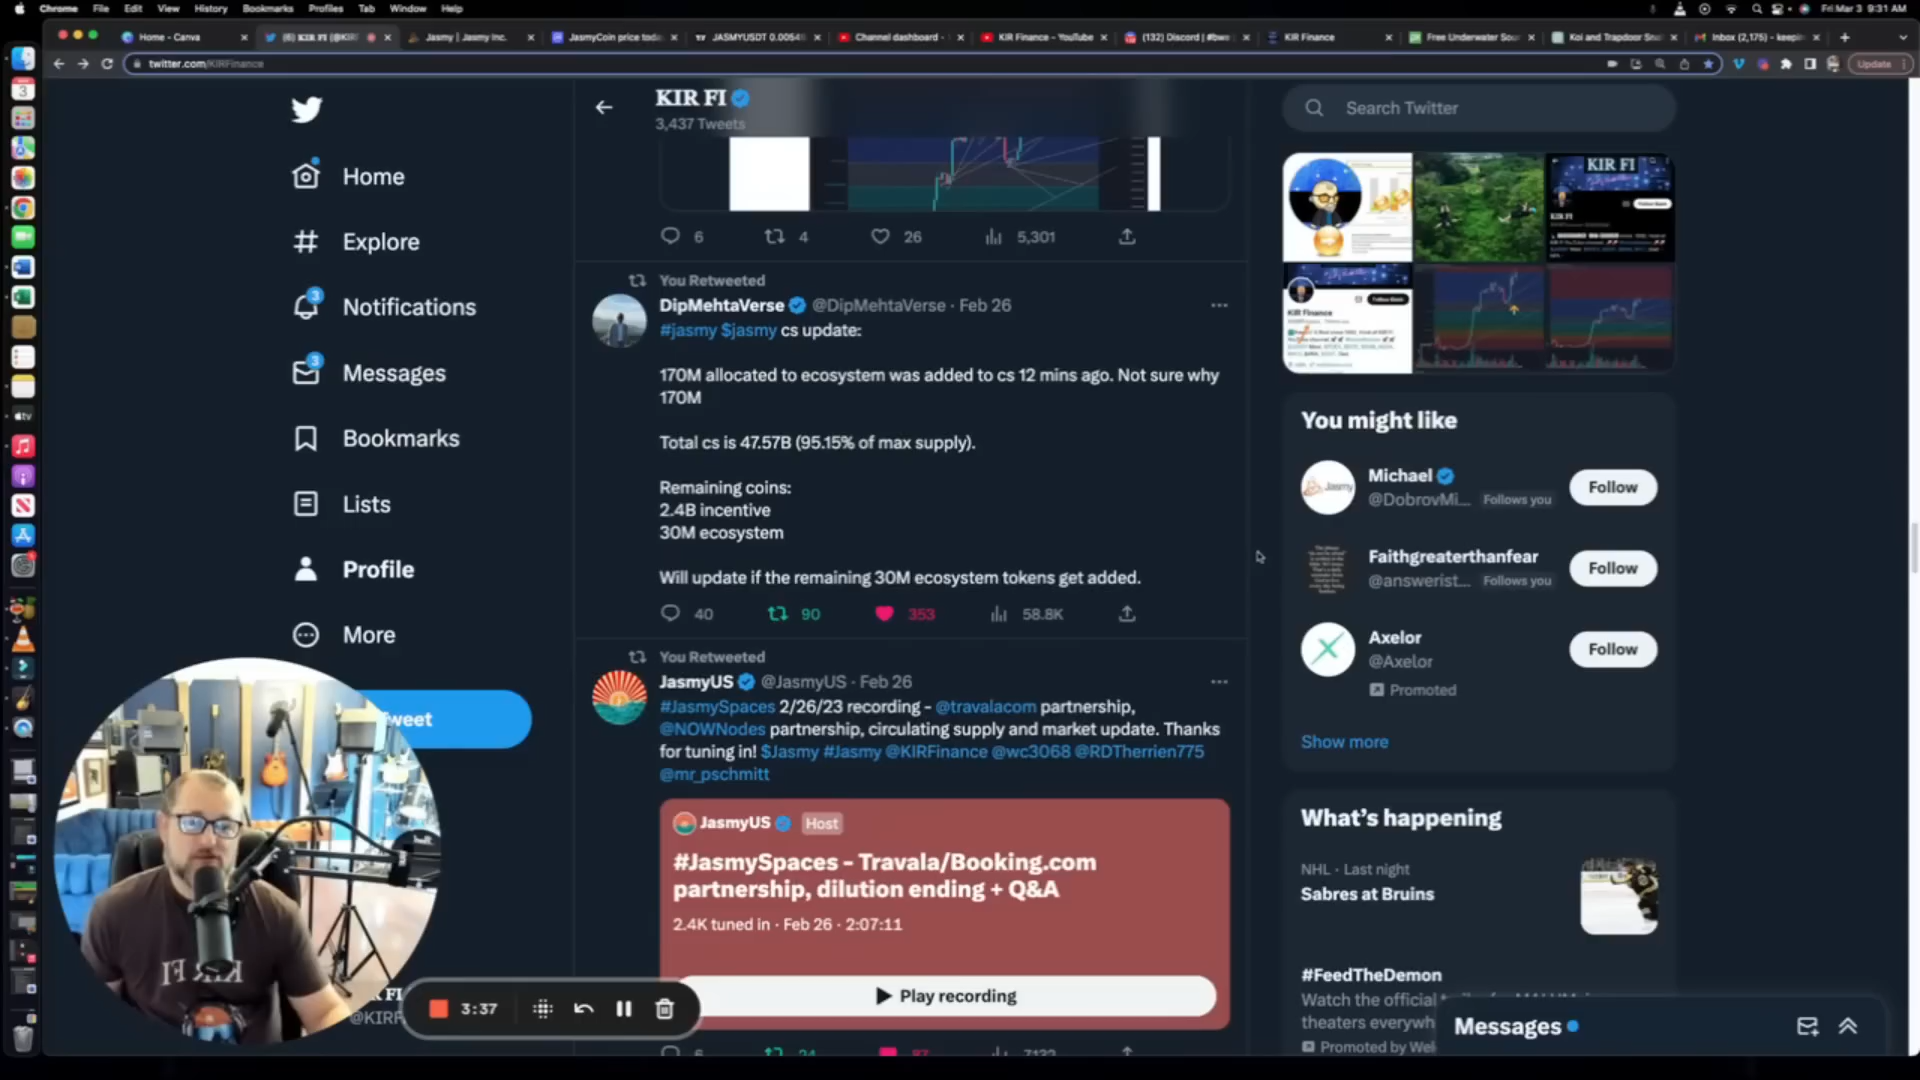 Chrome File Edit View History Bookmarks Profiles Tab Window Help
Fri Mar 3 9:31 AM
Home - Canva
Jasmy | Jasmy Inc.
JasmyCoin price toda
JASMYUSDT 0.0054
Channel dashboard -
KIR Finance - YouTube
(132) Discord | #bwe
KIR Finance
Free Underwater Sou
Koi and Trapdoor Sna
Inbox (2,175) - keepin
twitter.com/KIRFinance
Update
Home
Explore
Notifications
3
Messages
3
Bookmarks
Lists
Profile
More
weet
KIR FI
3,437 Tweets
6 4 26 5,301
You Retweeted
DipMehtaVerse @DipMehtaVerse · Feb 26
#jasmy $jasmy cs update:
170M allocated to ecosystem was added to cs 12 mins ago. Not sure why
170M
Total cs is 47.57B (95.15% of max supply).
Remaining coins:
2.4B incentive
30M ecosystem
Will update if the remaining 30M ecosystem tokens get added.
40 90 353 58.8K
You Retweeted
JasmyUS @JasmyUS · Feb 26
#JasmySpaces 2/26/23 recording - @travalacom partnership,
@NOWNodes partnership, circulating supply and market update. Thanks
for tuning in! $Jasmy #Jasmy @KIRFinance @wc3068 @RDTherrien775
@mr_pschmitt
JasmyUS Host
#JasmySpaces - Travala/Booking.com
partnership, dilution ending + Q&A
2.4K tuned in · Feb 26 · 2:07:11
Play recording
KIR FI
3:37
@KIRF
Search Twitter
KIR FI
KIR Finance
You might like
Michael
@DobrovMi... Follows you
Follow
Jasmy
Faithgreaterthanfear
@answerist... Follows you
Follow
Axelor
@Axelor
Promoted
Follow
Show more
What's happening
NHL · Last night
Sabres at Bruins
#FeedTheDemon
Watch the official
theaters everywh
Promoted by Wel
Messages